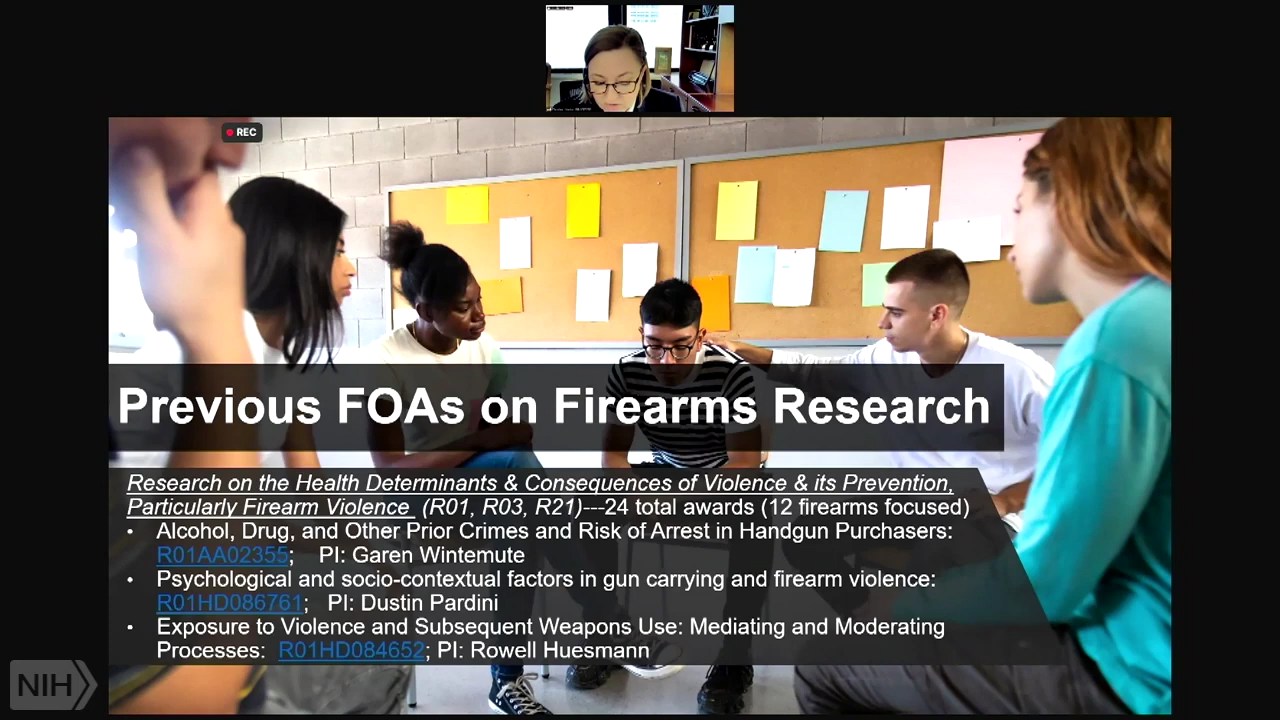 REC
Previous FOAs on Firearms Research
Research on the Health Determinants & Consequences of Violence & its Prevention,
Particularly Firearm Violence (R01, R03, R21)---24 total awards (12 firearms focused)
• Alcohol, Drug, and Other Prior Crimes and Risk of Arrest in Handgun Purchasers:
R01AA02355; PI: Garen Wintemute
• Psychological and socio-contextual factors in gun carrying and firearm violence:
R01HD086761; PI: Dustin Pardini
• Exposure to Violence and Subsequent Weapons Use: Mediating and Moderating
Processes: R01HD084652; PI: Rowell Huesmann
NIH